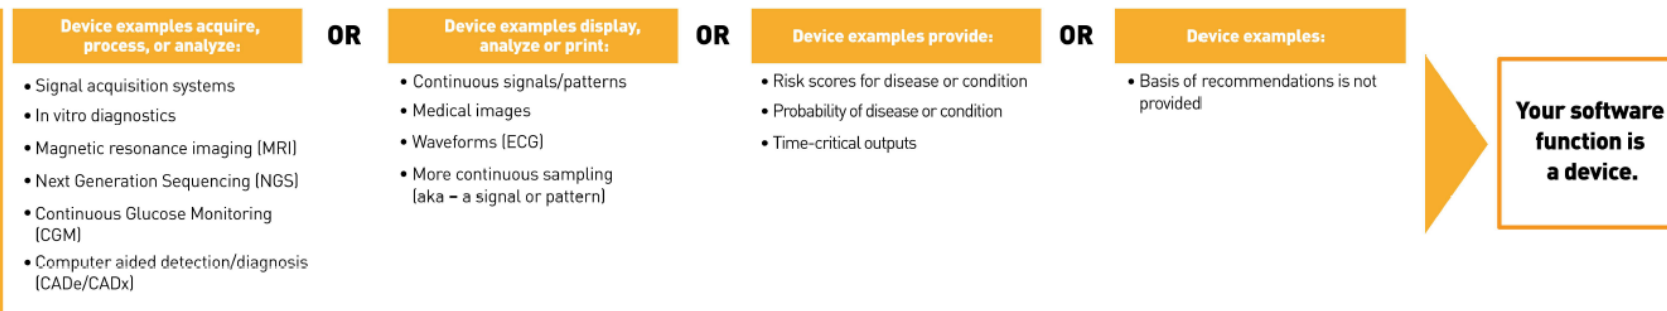 Device examples acquire,
process, or analyze:
• Signal acquisition systems
• In vitro diagnostics
• Magnetic resonance imaging (MRI)
• Next Generation Sequencing (NGS)
• Continuous Glucose Monitoring
(CGM)
• Computer aided detection/diagnosis
(CADe/CADx)
OR
Device examples display,
analyze or print:
• Continuous signals/patterns
• Medical images
• Waveforms (ECG)
• More continuous sampling
(aka – a signal or pattern)
OR
Device examples provide:
• Risk scores for disease or condition
• Probability of disease or condition
• Time-critical outputs
OR
Device examples:
• Basis of recommendations is not
provided
Your software
function is
a device.